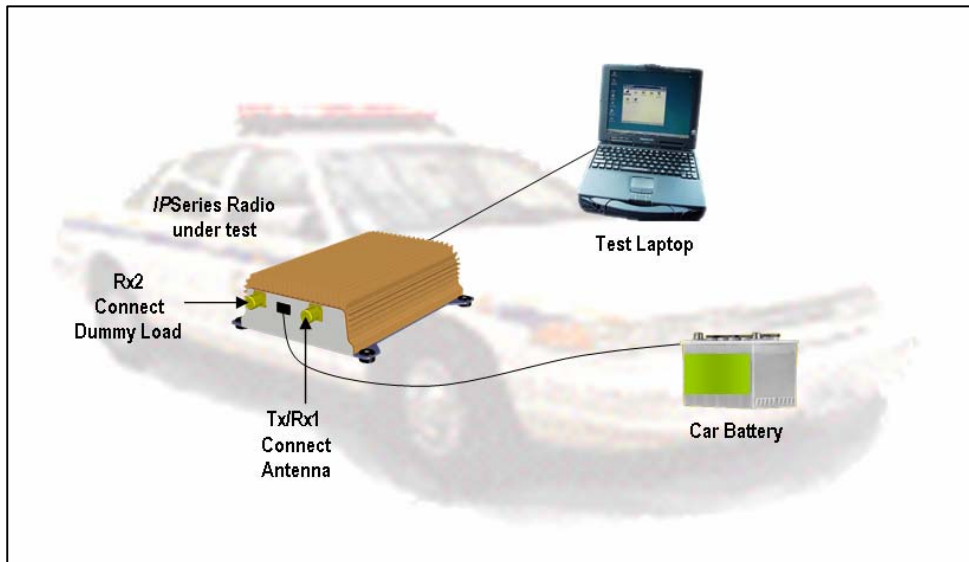 IPSeries Radio
under test
Rx2
Connect
Dummy Load
Tx/Rx1
Connect
Antenna
Test Laptop
Car Battery